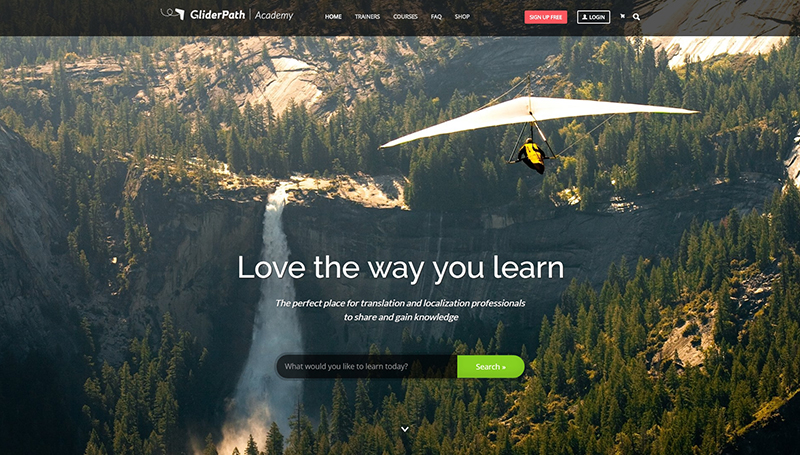 GliderPath | Academy
HOME TRAINERS COURSES FAQ SHOP
SIGN UP FREE
LOGIN
Love the way you learn
The perfect place for translation and localization professionals
to share and gain knowledge
What would you like to learn today?
Search »